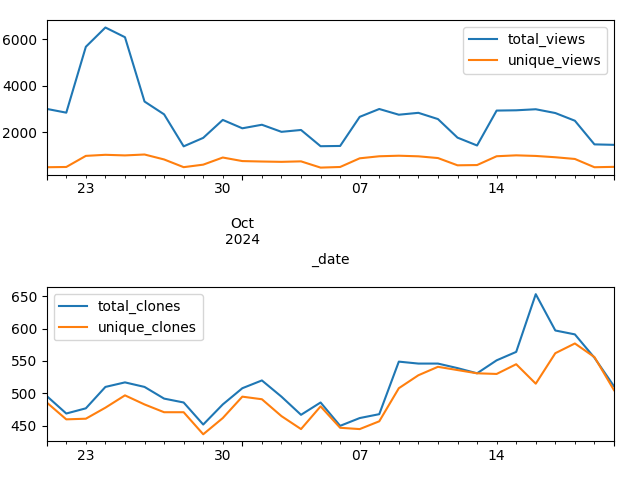 6000
4000
2000
total_views
unique_views
23
30
07
14
Oct
2024
_date
650
600
550
500
450
total_clones
unique_clones
23
30
07
14